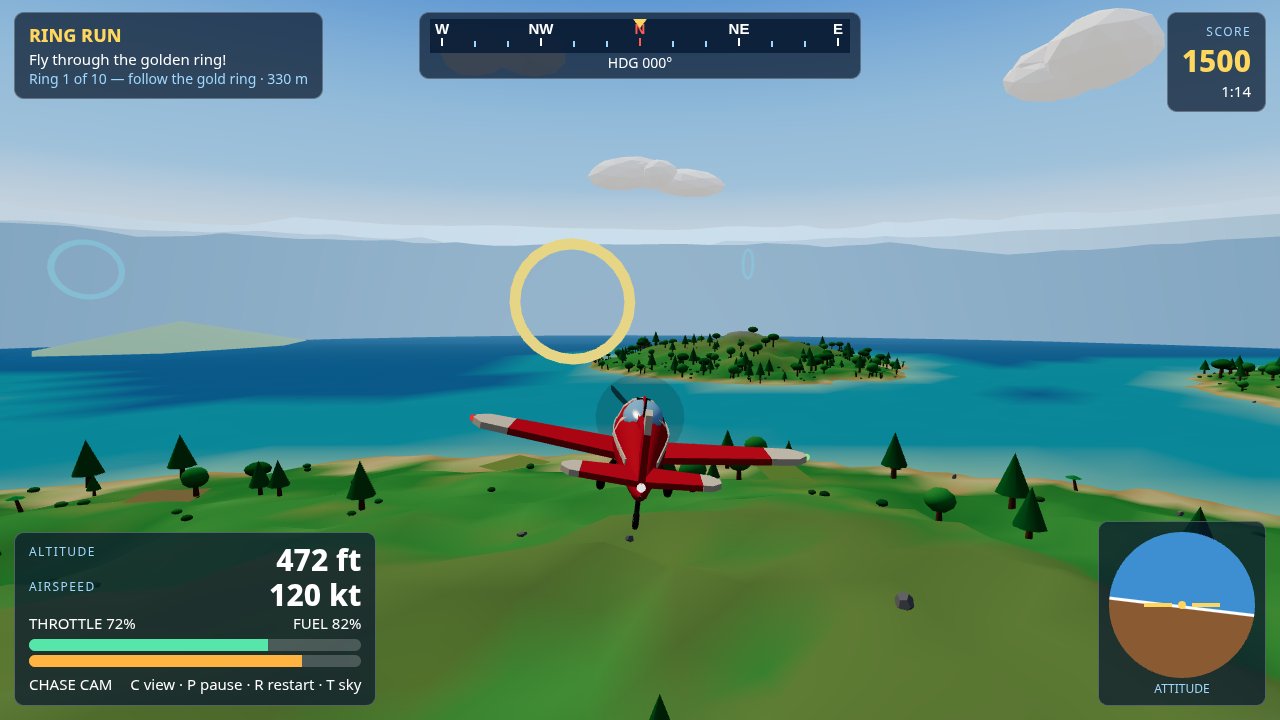 RING RUN
Fly through the golden ring!
Ring 1 of 10 — follow the gold ring · 330 m
W NW N NE E
HDG 000°
SCORE
1500
1:14
ALTITUDE 472 ft
AIRSPEED 120 kt
THROTTLE 72% FUEL 82%
CHASE CAM C view · P pause · R restart · T sky
ATTITUDE